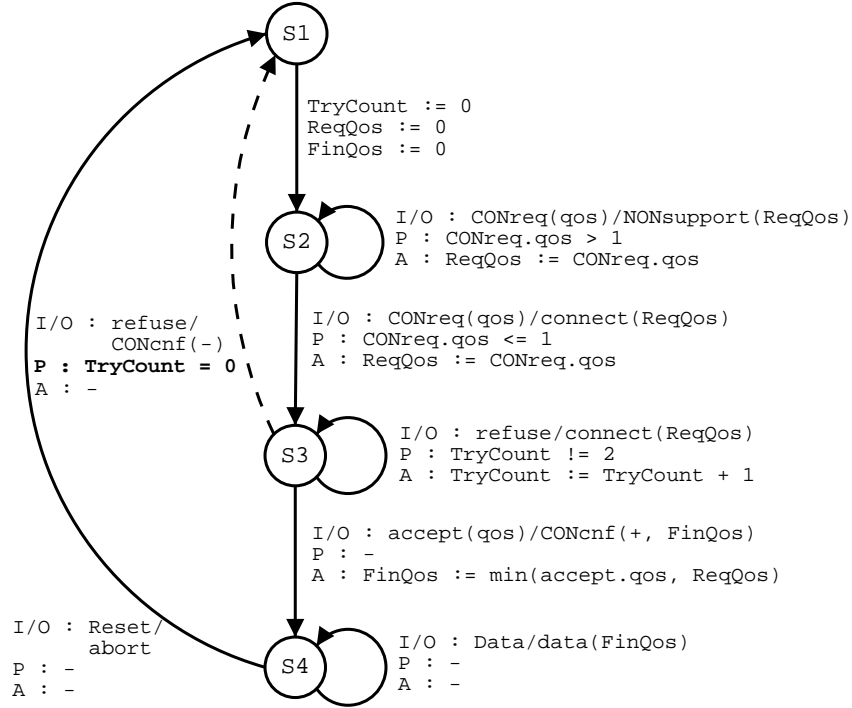 S1
TryCount := 0
ReqQos := 0
FinQos := 0
S2
I/O : CONreq(qos)/NONsupport(ReqQos)
P : CONreq.qos > 1
A : ReqQos := CONreq.qos
I/O : CONreq(qos)/connect(ReqQos)
P : CONreq.qos <= 1
A : ReqQos := CONreq.qos
I/O : refuse/
CONcnf(-)
P : TryCount = 0
A : -
S3
I/O : refuse/connect(ReqQos)
P : TryCount != 2
A : TryCount := TryCount + 1
I/O : accept(qos)/CONcnf(+, FinQos)
P : -
A : FinQos := min(accept.qos, ReqQos)
I/O : Reset/
abort
P : -
A : -
S4
I/O : Data/data(FinQos)
P : -
A : -